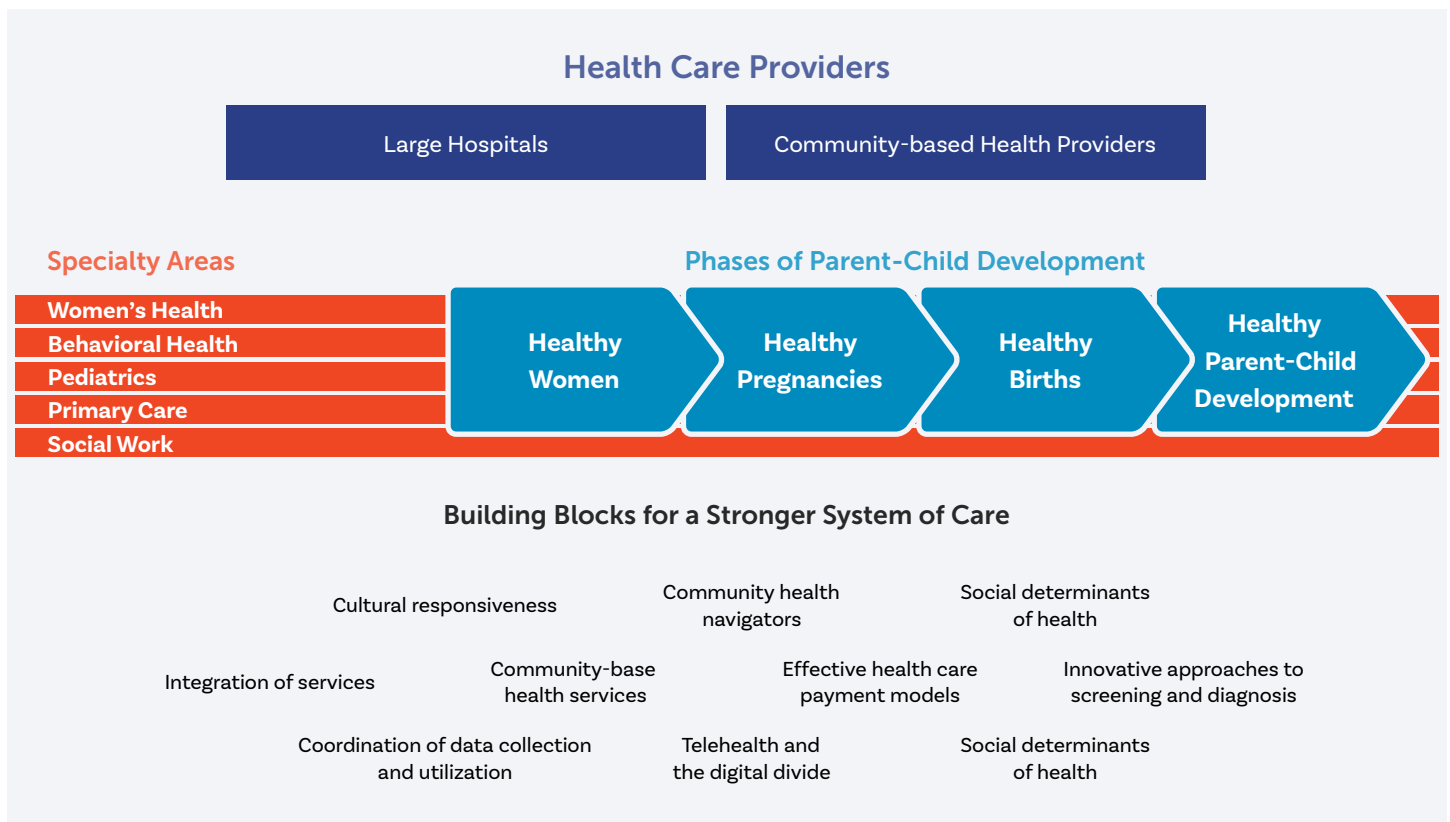 Health Care Providers
Large Hospitals
Community-based Health Providers
Specialty Areas
Phases of Parent-Child Development
Women's Health
Behavioral Health
Pediatrics
Primary Care
Social Work
Healthy
Women
Healthy
Pregnancies
Healthy
Births
Healthy
Parent-Child
Development
Building Blocks for a Stronger System of Care
Cultural responsiveness
Community health
navigators
Social determinants
of health
Integration of services
Community-base
health services
Effective health care
payment models
Innovative approaches to
screening and diagnosis
Coordination of data collection
and utilization
Telehealth and
the digital divide
Social determinants
of health